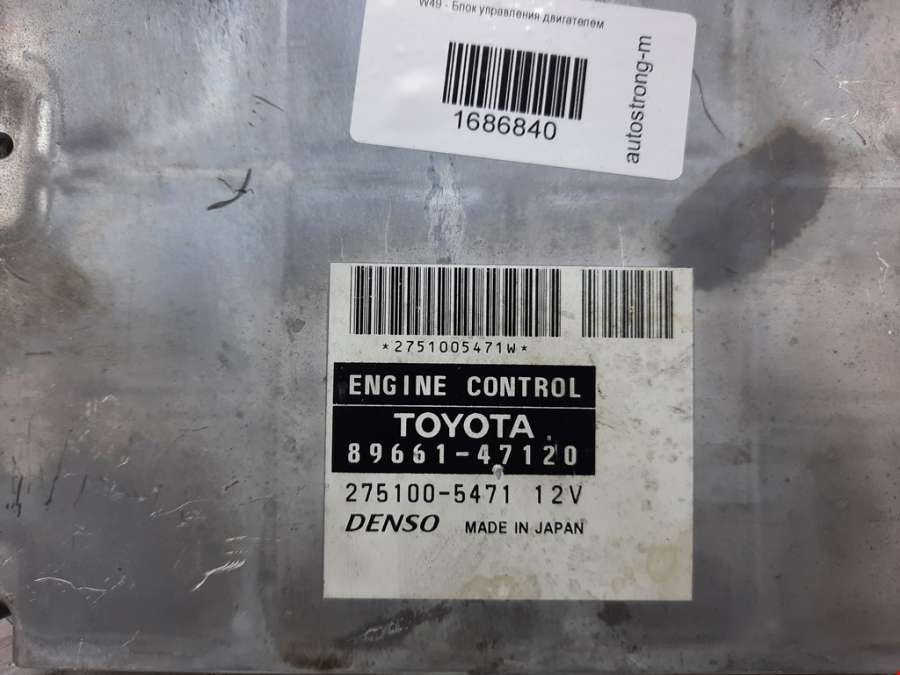 W49 - Блок управления двигателем
1686840
autostrong-m
*2751005471W*
ENGINE CONTROL
TOYOTA
89661-47120
275100-5471 12V
DENSO MADE IN JAPAN